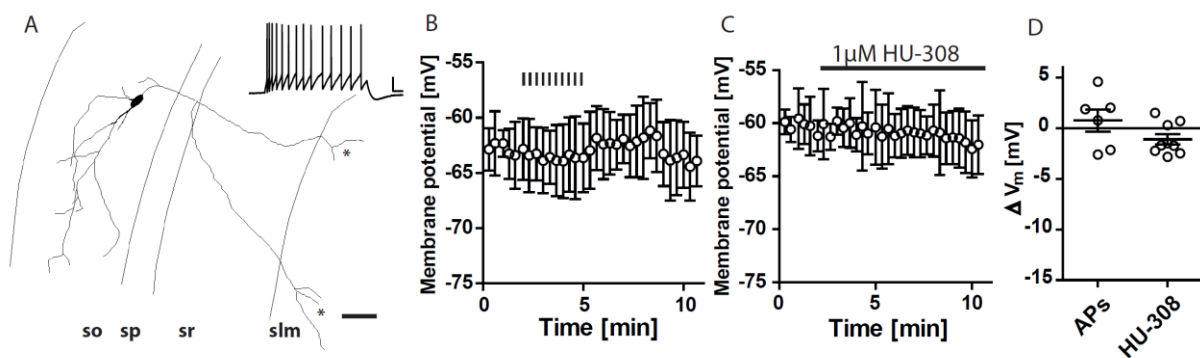 A
*
*
so sp sr slm
B
Membrane potential [mV]
-55
-60
-65
-70
-75
0 5 10
Time [min]
C
1μM HU-308
Membrane potential [mV]
-55
-60
-65
-70
-75
0 5 10
Time [min]
D
Δ Vm [mV]
5
0
-5
-10
-15
APs
HU-308